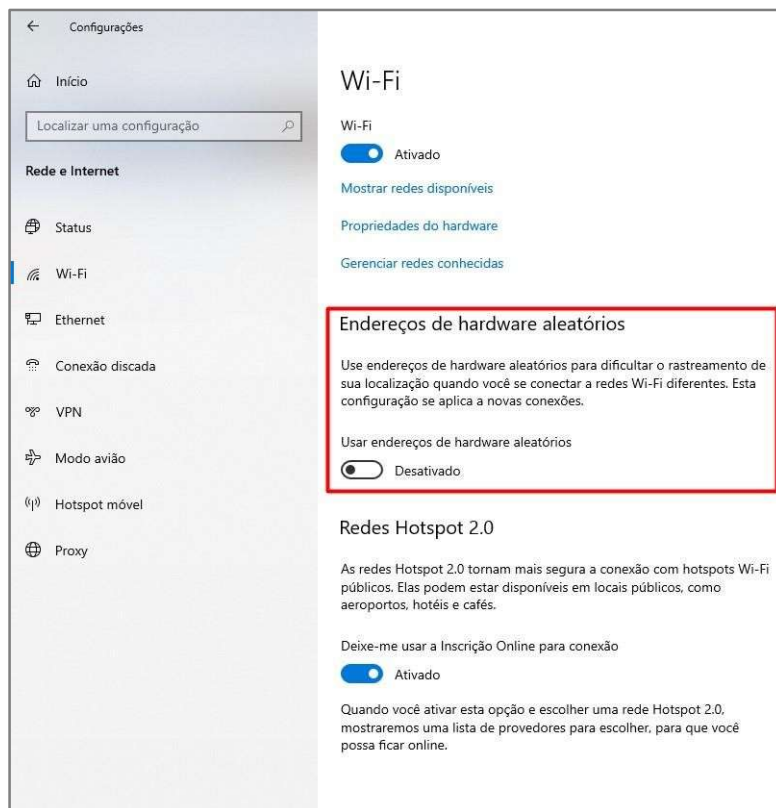 Configurações
Início
Localizar uma configuração
Rede e Internet
Status
Wi-Fi
Ethernet
Conexão discada
VPN
Modo avião
Hotspot móvel
Proxy
Wi-Fi
Wi-Fi
Ativado
Mostrar redes disponíveis
Propriedades do hardware
Gerenciar redes conhecidas
Endereços de hardware aleatórios
Use endereços de hardware aleatórios para dificultar o rastreamento de
sua localização quando você se conectar a redes Wi-Fi diferentes. Esta
configuração se aplica a novas conexões.
Usar endereços de hardware aleatórios
Desativado
Redes Hotspot 2.0
As redes Hotspot 2.0 tornam mais segura a conexão com hotspots Wi-Fi
públicos. Elas podem estar disponíveis em locais públicos, como
aeroportos, hotéis e cafés.
Deixe-me usar a Inscrição Online para conexão
Ativado
Quando você ativar esta opção e escolher uma rede Hotspot 2.0,
mostraremos uma lista de provedores para escolher, para que você
possa ficar online.